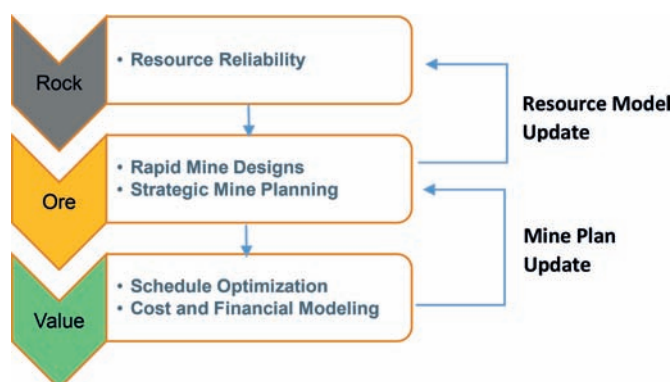 Rock
• Resource Reliability
Resource Model
Update
Ore
• Rapid Mine Designs
• Strategic Mine Planning
Mine Plan
Update
Value
• Schedule Optimization
• Cost and Financial Modeling